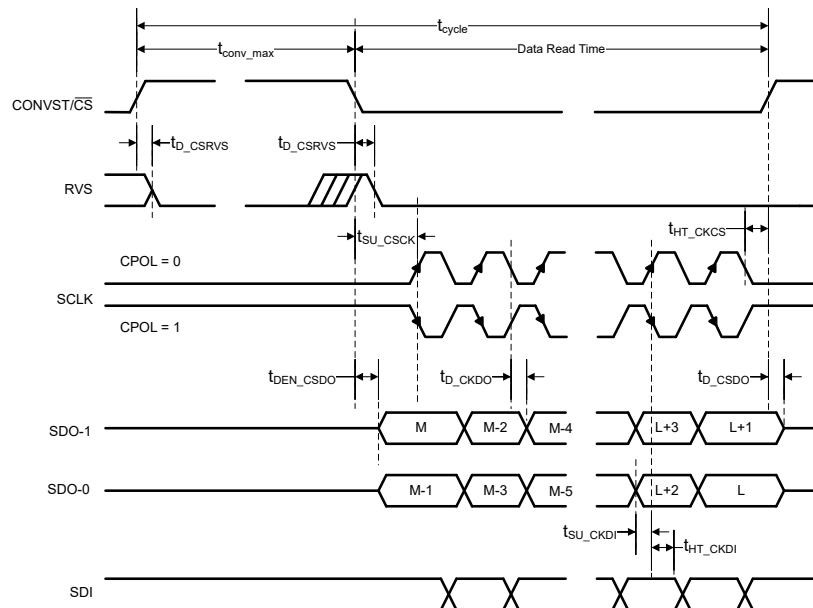 t_cycle
t_conv_max
Data Read Time
CONVST/C̅S̅
t_D_CSRVS
t_D_CSRVS
RVS
t_SU_CSCK
t_HT_CKCS
CPOL = 0
SCLK
CPOL = 1
t_DEN_CSDO
t_D_CKDO
t_D_CSDO
SDO-1
M
M-2
M-4
L+3
L+1
SDO-0
M-1
M-3
M-5
L+2
L
t_SU_CKDI
t_HT_CKDI
SDI